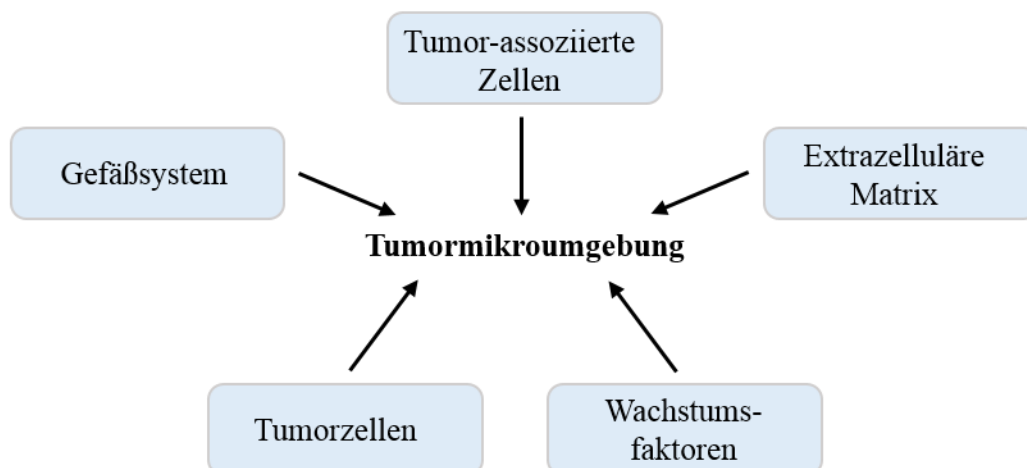 Tumor-assoziierte
Zellen
Gefäßsystem
Extrazelluläre
Matrix
Tumormikroumgebung
Tumorzellen
Wachstums-
faktoren